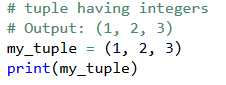 # tuple having integers
# Output: (1, 2, 3)
my_tuple = (1, 2, 3)
print(my_tuple)